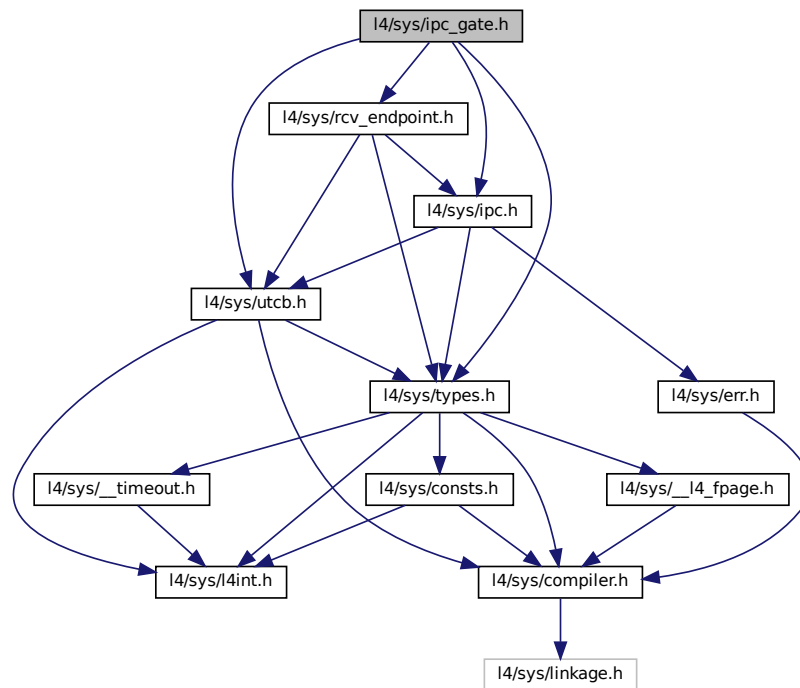 l4/sys/ipc_gate.h
l4/sys/rcv_endpoint.h
l4/sys/ipc.h
l4/sys/utcb.h
l4/sys/types.h
l4/sys/err.h
l4/sys/__timeout.h
l4/sys/consts.h
l4/sys/__l4_fpage.h
l4/sys/l4int.h
l4/sys/compiler.h
l4/sys/linkage.h